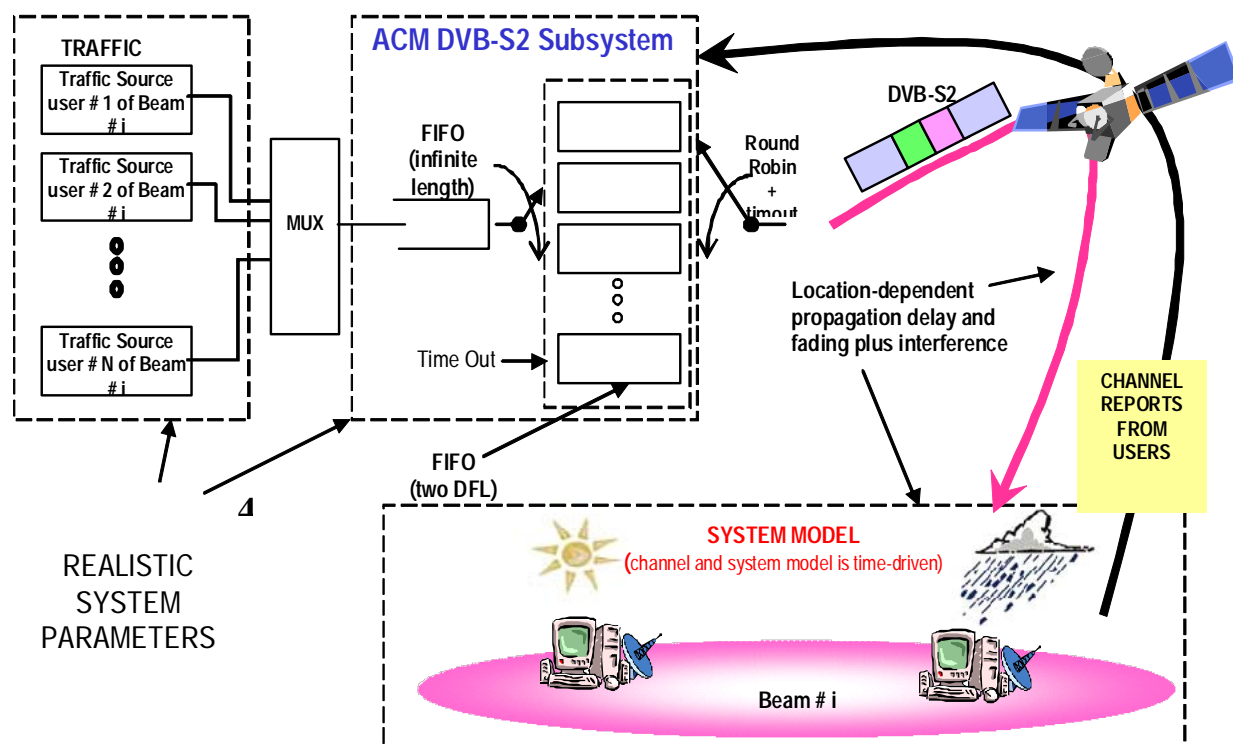 TRAFFIC
Traffic Source
user # 1 of Beam
# i
Traffic Source
user # 2 of Beam
# i
Traffic Source
user # N of Beam
# i
MUX
ACM DVB-S2 Subsystem
FIFO
(infinite
length)
Time Out
FIFO
(two DFL)
Round
Robin
+
timout
DVB-S2
Location-dependent
propagation delay and
fading plus interference
CHANNEL
REPORTS
FROM
USERS
4
REALISTIC
SYSTEM
PARAMETERS
SYSTEM MODEL
(channel and system model is time-driven)
Beam # i